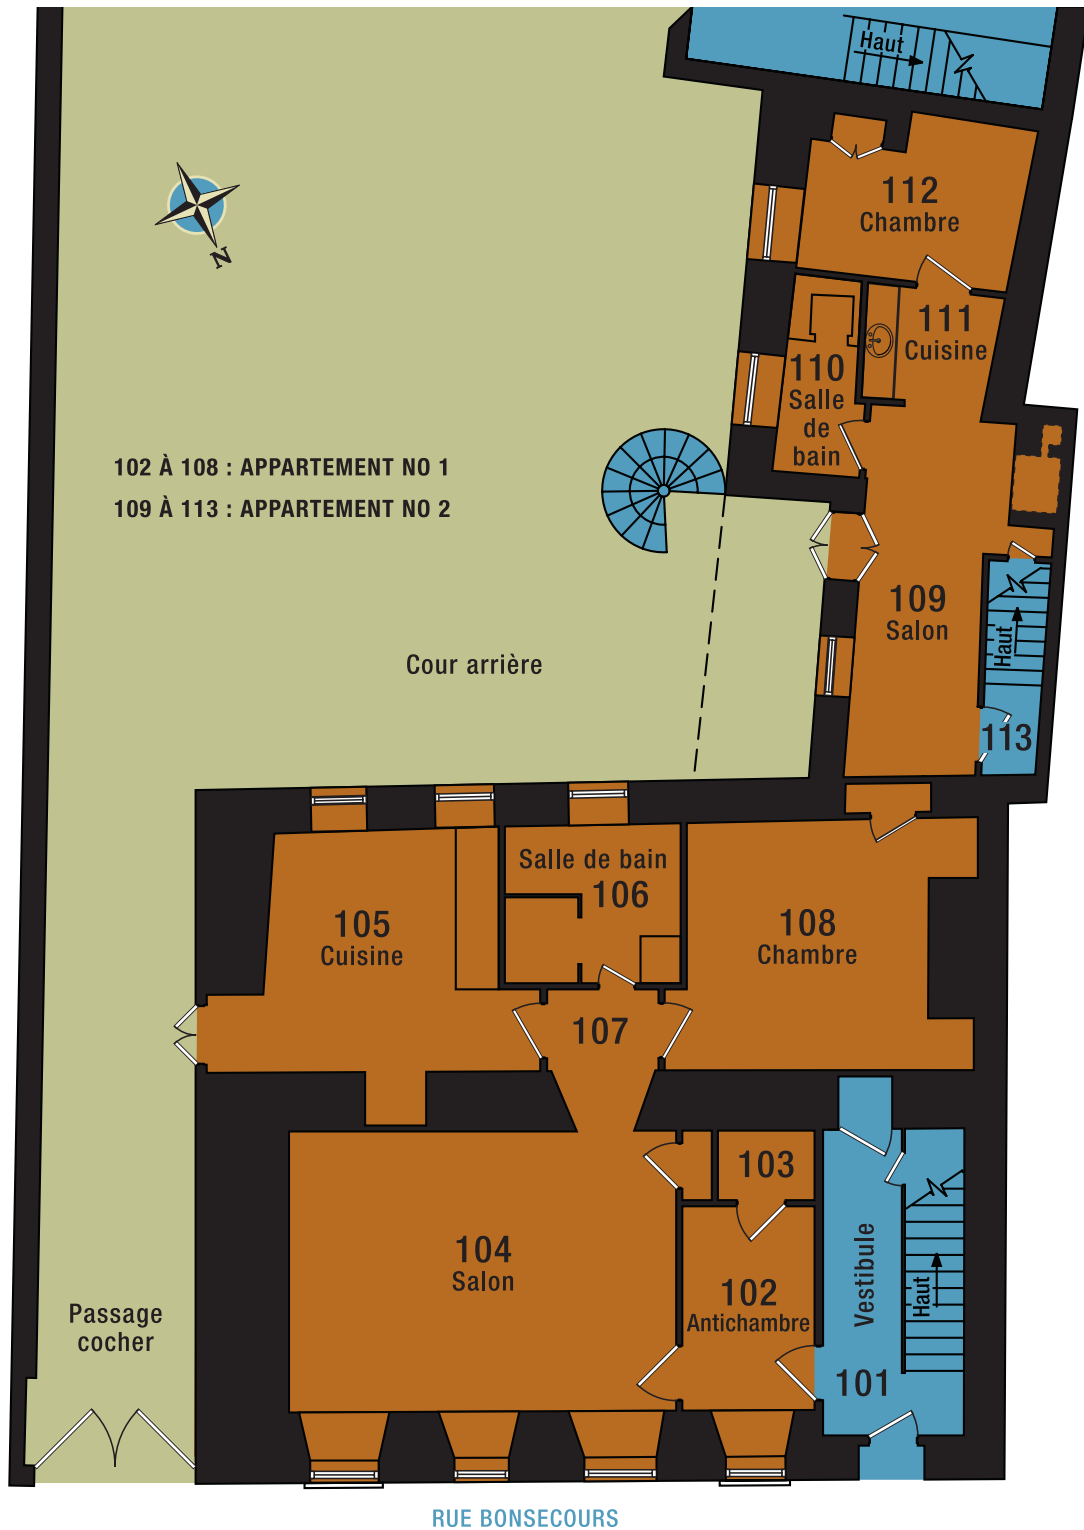 Haut
112
Chambre
N
111
Cuisine
110
Salle
de
bain
102 À 108 : APPARTEMENT NO 1
109 À 113 : APPARTEMENT NO 2
109
Salon
Haut
Cour arrière
113
Salle de bain
106
105
Cuisine
108
Chambre
107
103
104
Salon
102
Antichambre
Vestibule
Haut
101
Passage
cocher
RUE BONSECOURS